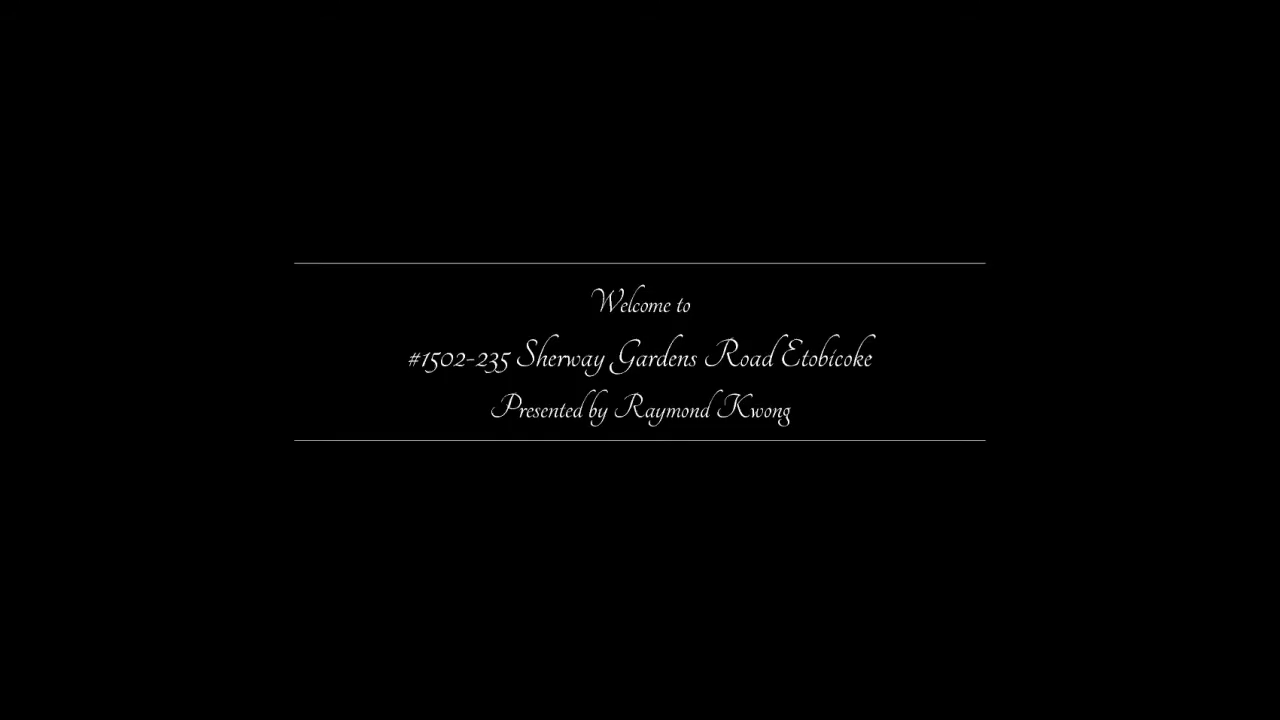 Welcome to
#1502-235 Sherway Gardens Road Etobicoke
Presented by Raymond Kwong